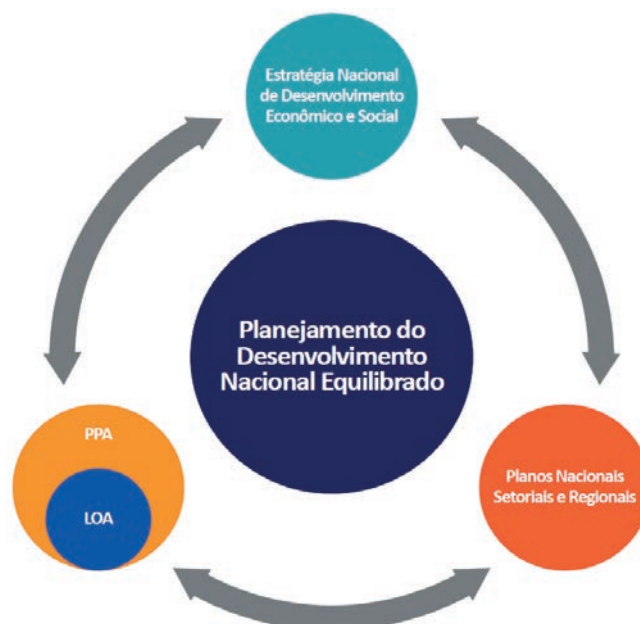 Estratégia Nacional
de Desenvolvimento
Econômico e Social
Planejamento do
Desenvolvimento
Nacional Equilibrado
PPA
LOA
Planos Nacionais
Setoriais e Regionais